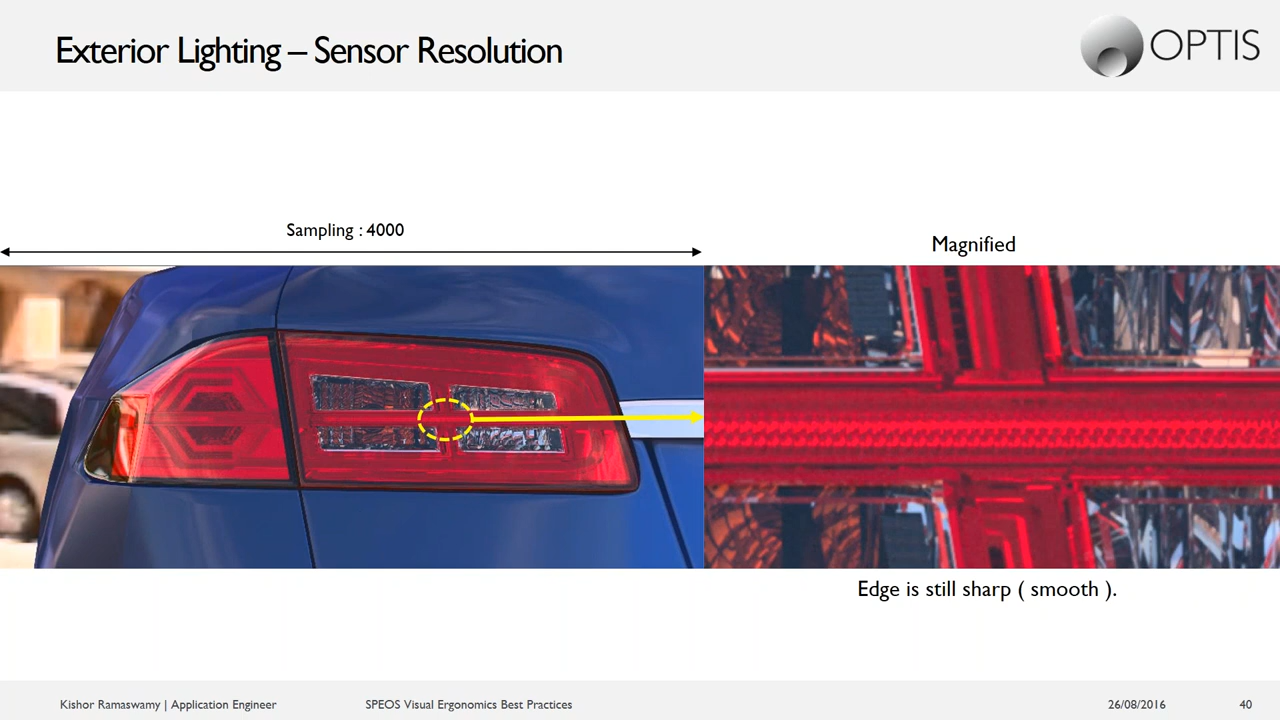 Exterior Lighting – Sensor Resolution
OPTIS
Sampling : 4000
Magnified
Edge is still sharp ( smooth ).
Kishor Ramaswamy | Application Engineer
SPEOS Visual Ergonomics Best Practices
26/08/2016
40